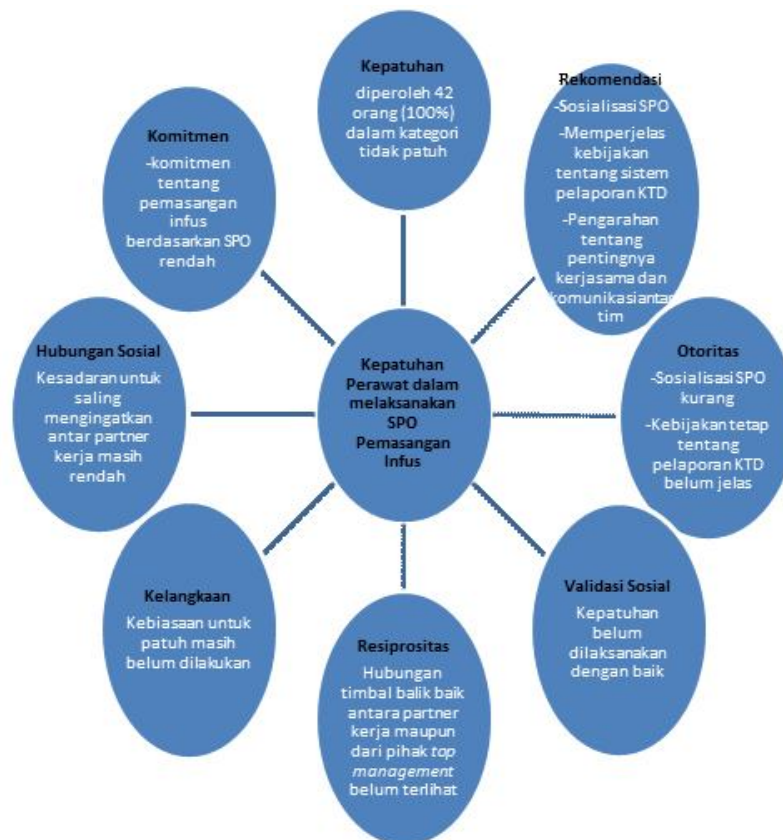 Kepatuhan
diperoleh 42
orang (100%)
dalam kategori
tidak patuh
Rekomendasi
-Sosialisasi SPO
-Memperjelas
kebijakan
tentang sistem
pelaporan KTD
-Pengarahan
tentang
pentingnya
kerjasama dan
komunikasiantar
tim
Otoritas
-Sosialisasi SPO
kurang
-Kebijakan tetap
tentang
pelaporan KTD
belum jelas
Validasi Sosial
Kepatuhan
belum
dilaksanakan
dengan baik
Resiprositas
Hubungan
timbal balik baik
antara partner
kerja maupun
dari pihak top
management
belum terlihat
Kelangkaan
Kebiasaan untuk
patuh masih
belum dilakukan
Hubungan Sosial
Kesadaran untuk
saling
mengingatkan
antar partner
kerja masih
rendah
Komitmen
-komitmen
tentang
pemasangan
infus
berdasarkan SPO
rendah
Kepatuhan
Perawat dalam
melaksanakan
SPO
Pemasangan
Infus